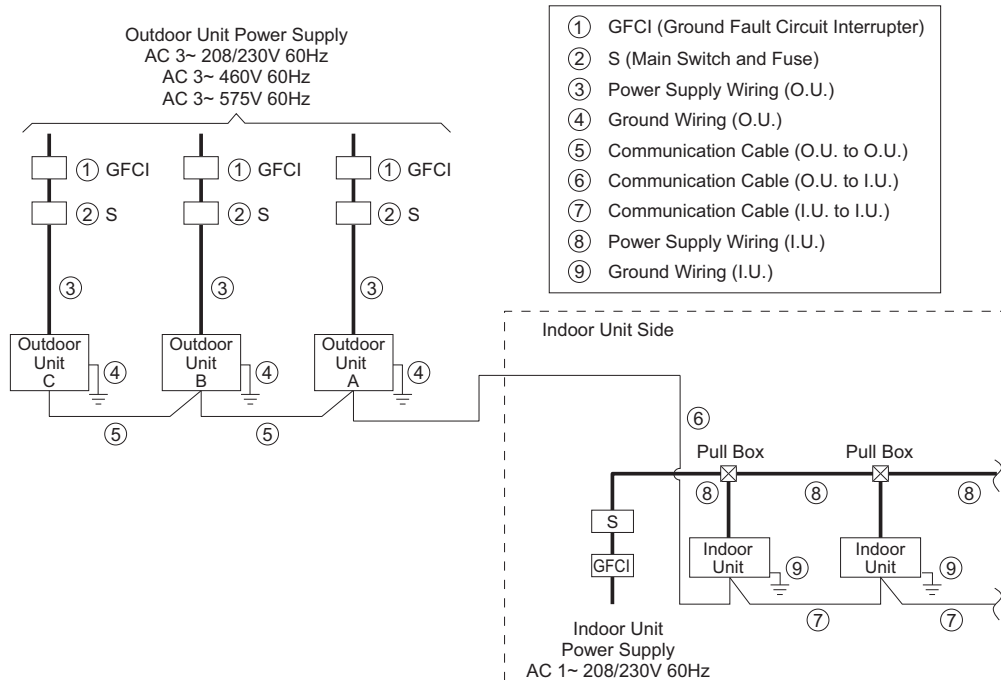 Outdoor Unit Power Supply
AC 3~ 208/230V 60Hz
AC 3~ 460V 60Hz
AC 3~ 575V 60Hz
① GFCI (Ground Fault Circuit Interrupter)
② S (Main Switch and Fuse)
③ Power Supply Wiring (O.U.)
④ Ground Wiring (O.U.)
⑤ Communication Cable (O.U. to O.U.)
⑥ Communication Cable (O.U. to I.U.)
⑦ Communication Cable (I.U. to I.U.)
⑧ Power Supply Wiring (I.U.)
⑨ Ground Wiring (I.U.)
① GFCI
① GFCI
① GFCI
② S
② S
② S
③
③
③
Outdoor
Unit
C
④
Outdoor
Unit
B
④
Outdoor
Unit
A
④
⑤
⑤
Indoor Unit Side
⑥
Pull Box
Pull Box
⑧
⑧
⑧
S
GFCI
Indoor
Unit
⑨
Indoor
Unit
⑨
⑦
⑦
Indoor Unit
Power Supply
AC 1~ 208/230V 60Hz